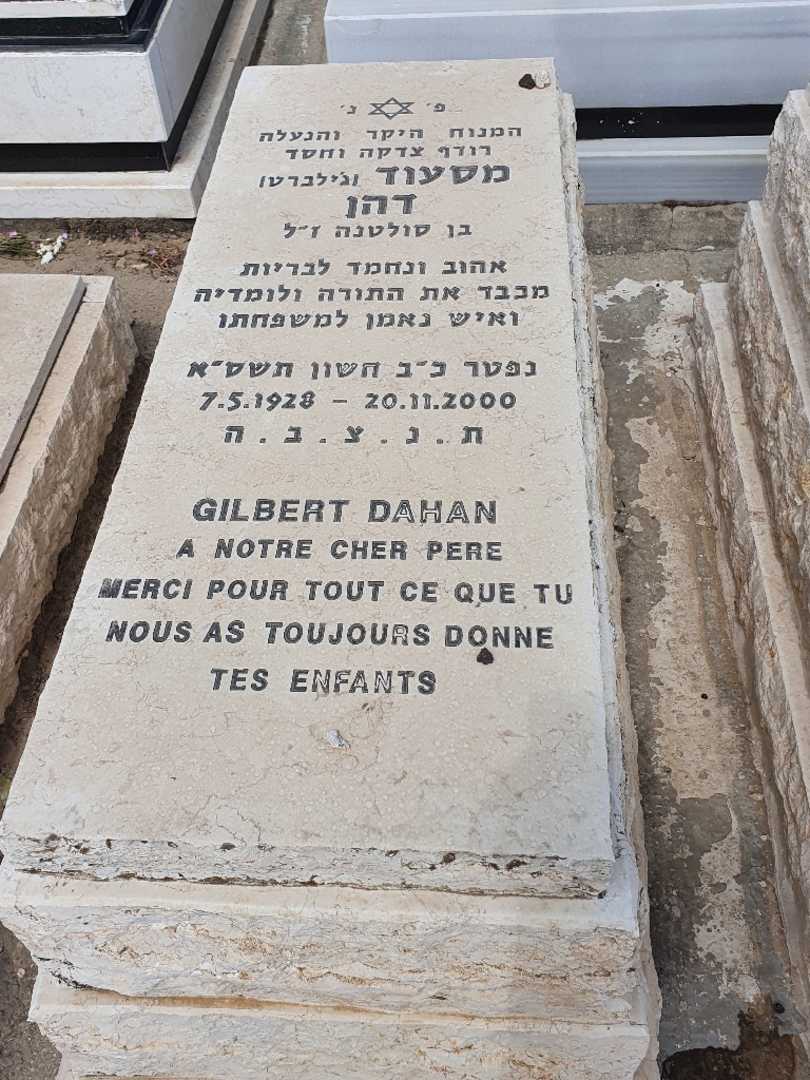 פ׳ נ׳
המנוח היקר והנעלה
רודף צדקה וחסד
מסעוד (ג׳ילברט)
דהן
בן סולטנה ז״ל
אהוב ונחמד לבריות
מכבד את התורה ולומדיה
ואיש נאמן למשפחתו
נפטר כ״ב חשון תשס״א
7.5.1928 – 20.11.2000
ת . נ . צ . ב . ה
GILBERT DAHAN
A NOTRE CHER PERE
MERCI POUR TOUT CE QUE TU
NOUS AS TOUJOURS DONNE
TES ENFANTS